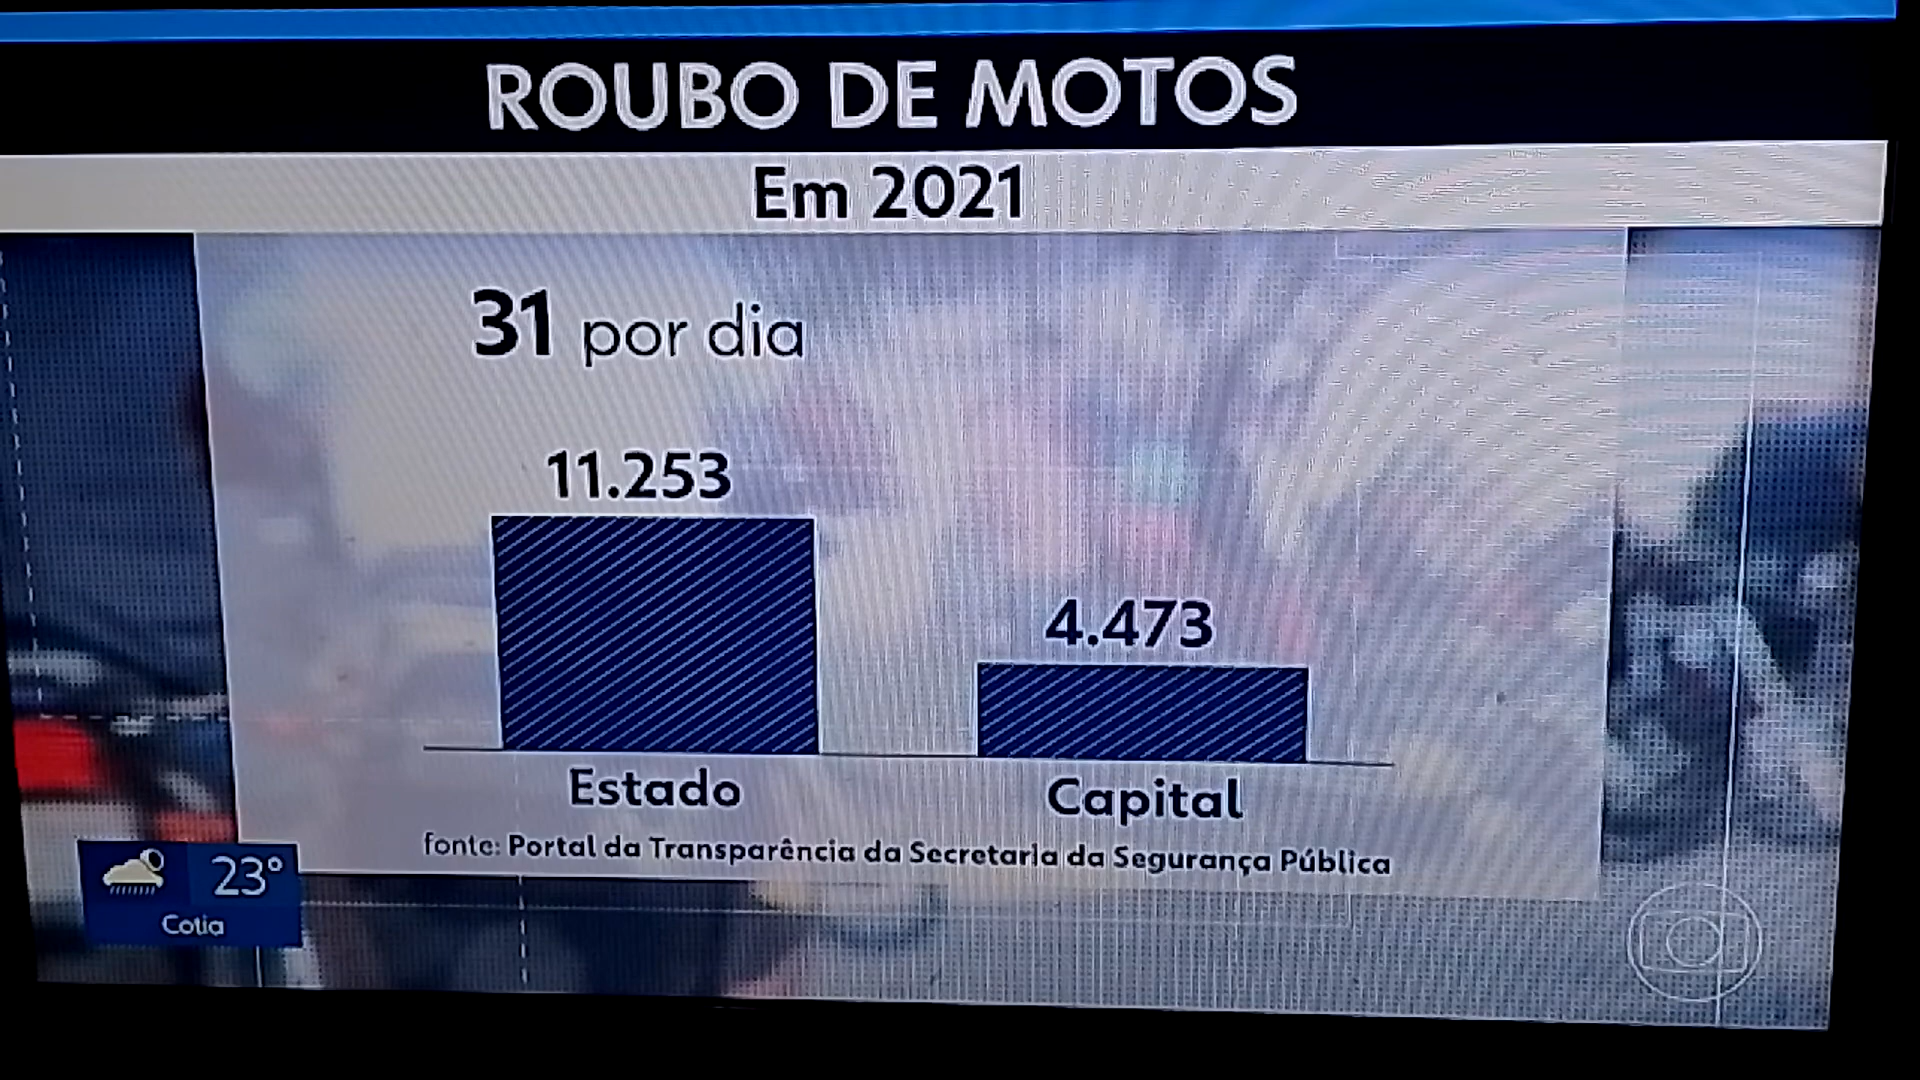 ROUBO DE MOTOS
Em 2021
31 por dia
11.253
4.473
Estado
Capital
fonte: Portal da Transparência da Secretaria da Segurança Pública
23°
Cotia